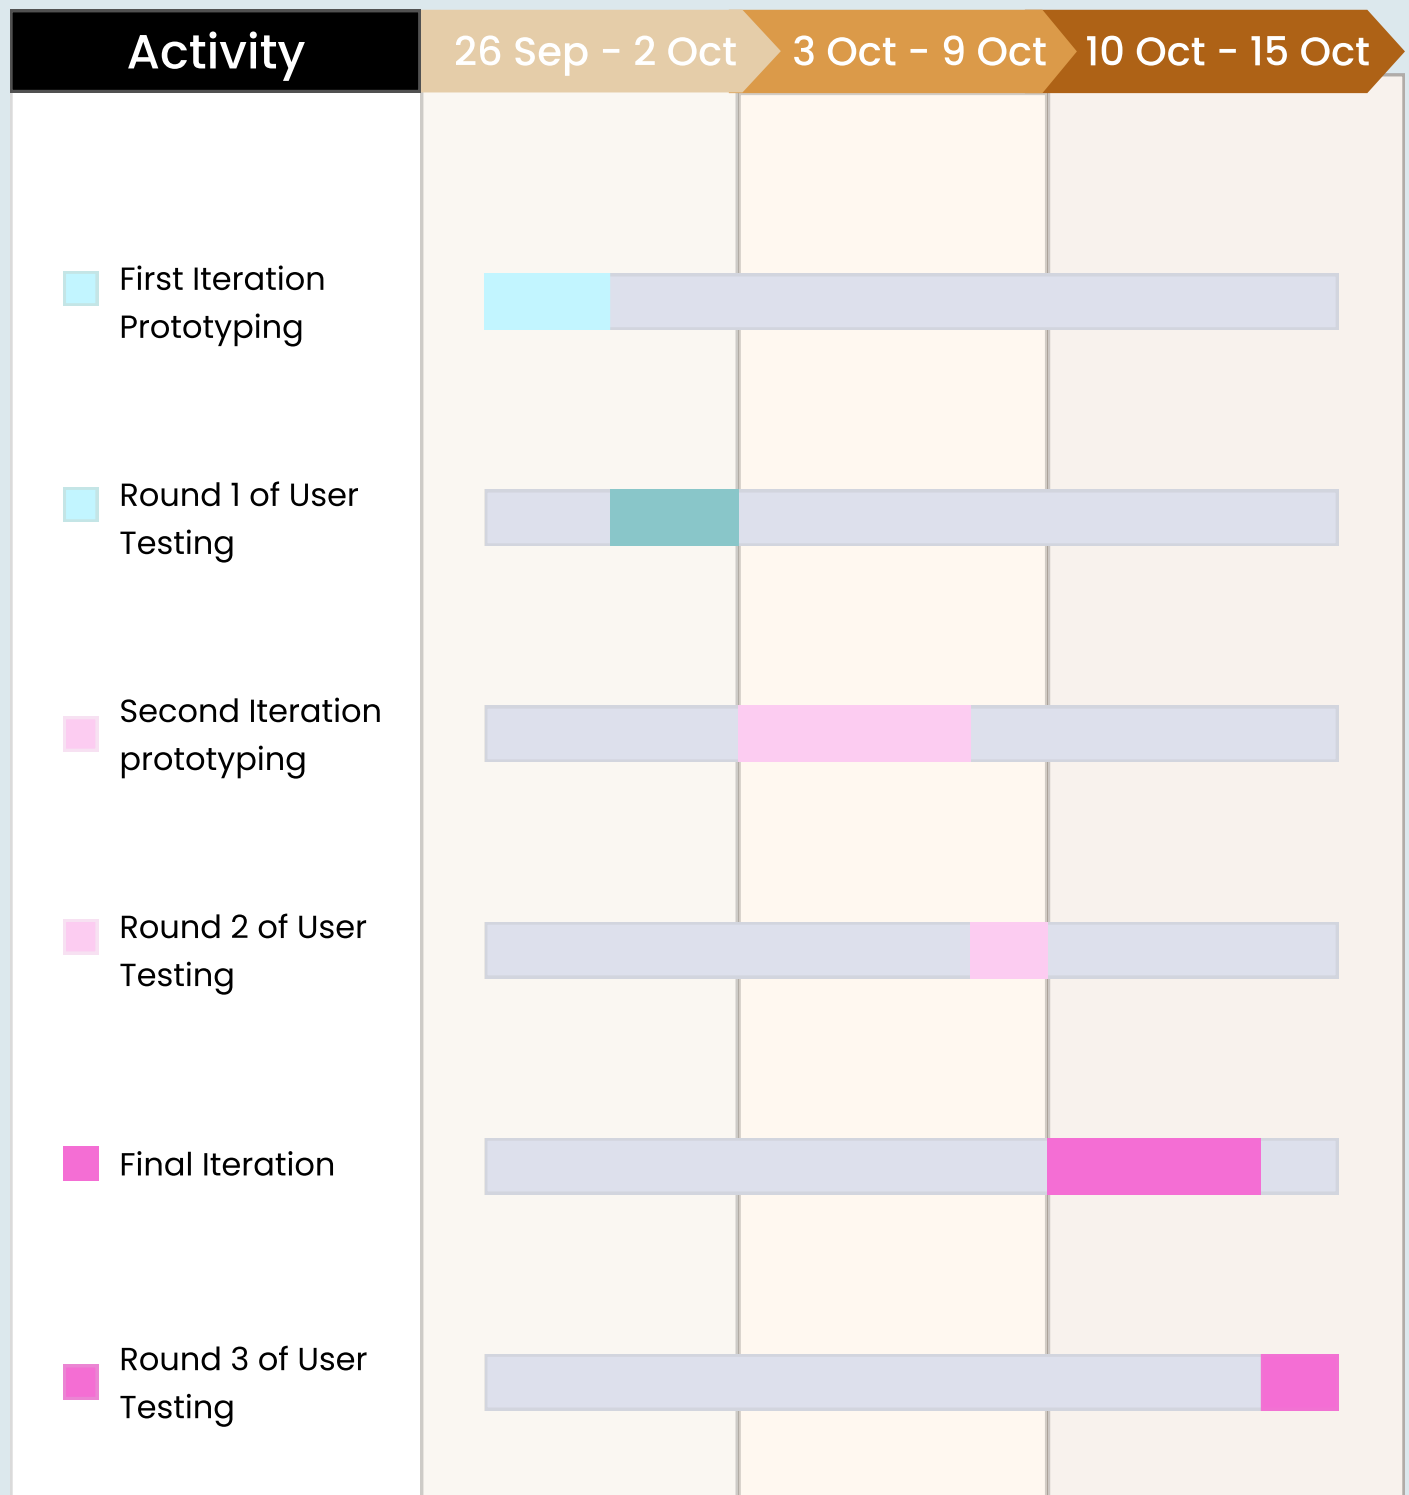 Activity
26 Sep - 2 Oct
3 Oct - 9 Oct
10 Oct - 15 Oct
First Iteration
Prototyping
Round 1 of User
Testing
Second Iteration
prototyping
Round 2 of User
Testing
Final Iteration
Round 3 of User
Testing